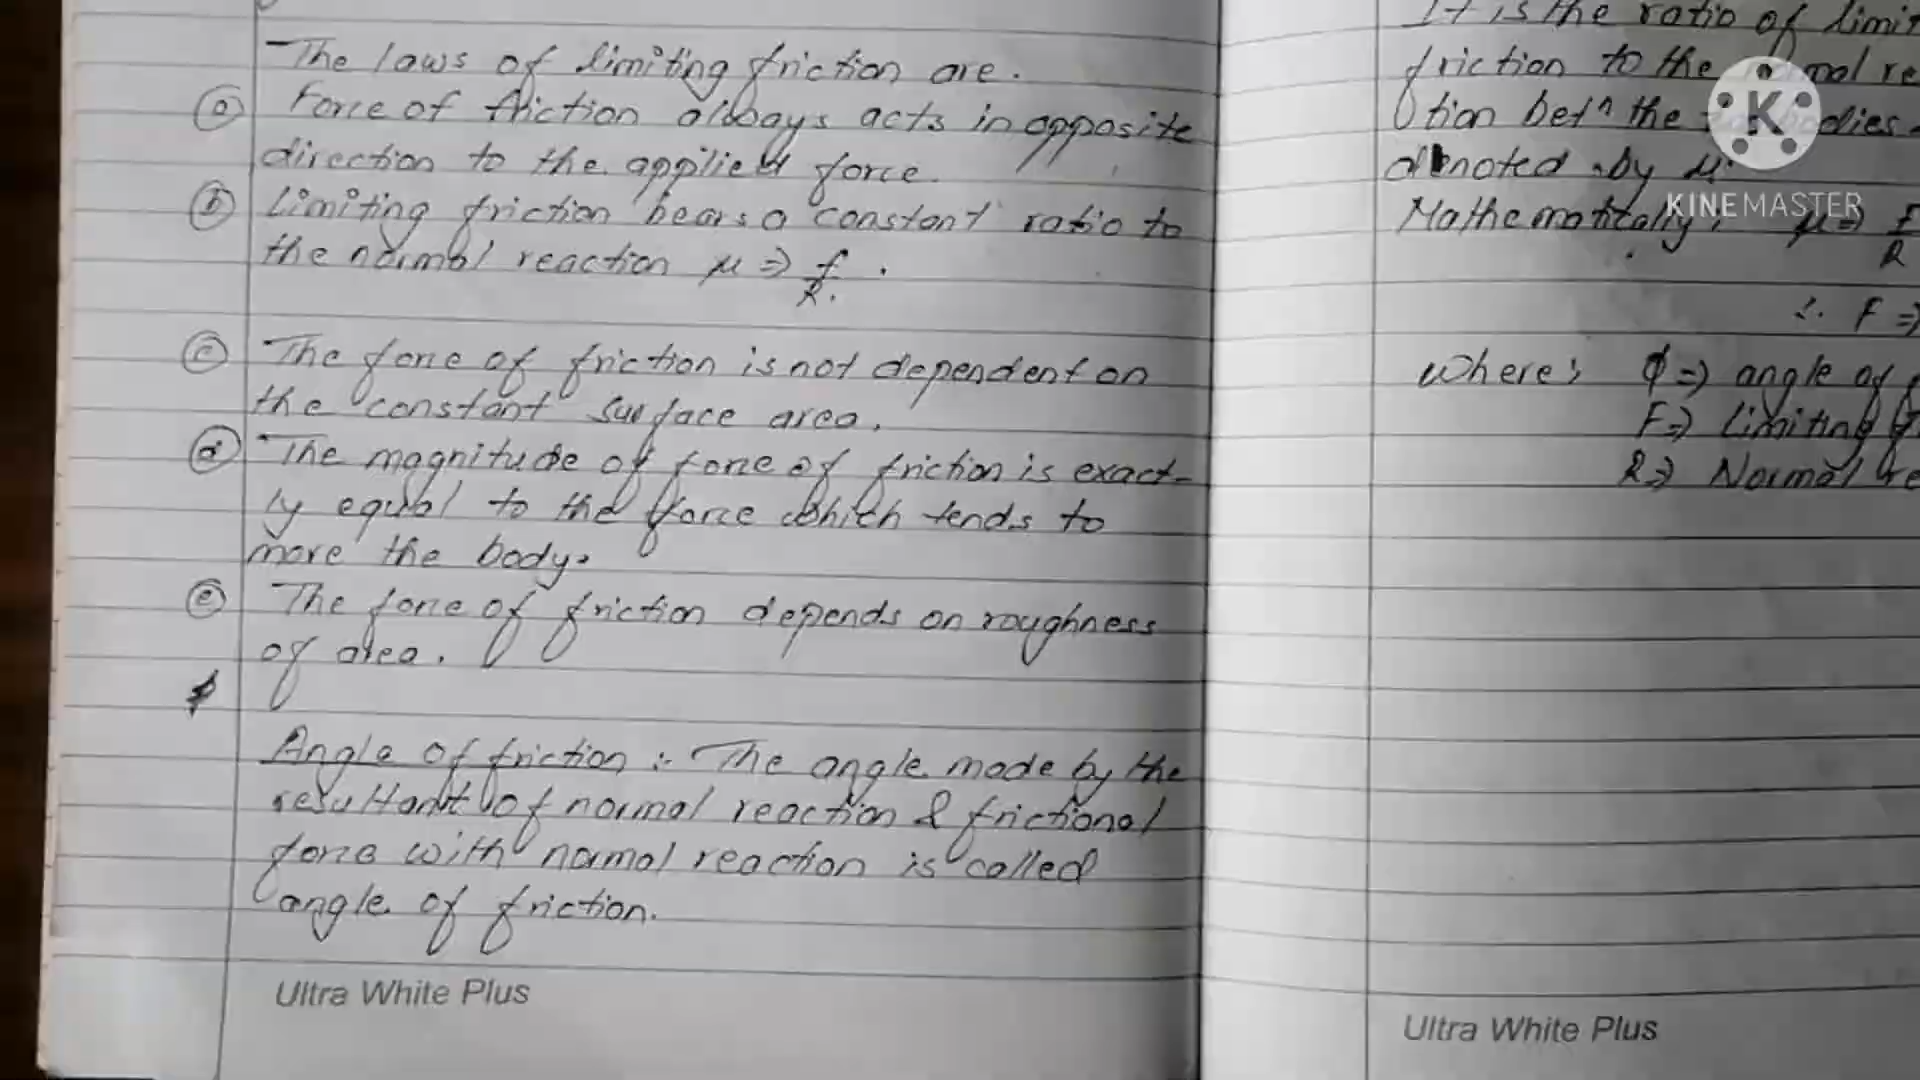 The laws of limiting friction are.
(a) Force of friction always acts in opposite
direction to the applied force.
(b) Limiting friction bears a constant ratio to
the normal reaction μ => f/R.
(c) The force of friction is not dependent on
the constant surface area.
(d) The magnitude of force of friction is exact-
ly equal to the force which tends to
move the body.
(e) The force of friction depends on roughness
of area.
Angle of friction :- The angle made by the
resultant of normal reaction & frictional
force with normal reaction is called
angle of friction.
Ultra White Plus
It is the ratio of limit
friction to the re
tion betn the
denoted by μ.
Mathematically; μ => F/R
∴ F =>
where; φ => angle of
F => Limiting
R => Normal re
Ultra White Plus
K
KINEMASTER